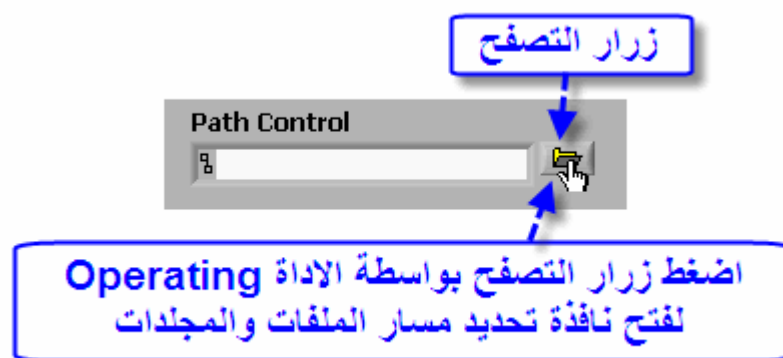 زرار التصفح
Path Control
اضغط زرار التصفح بواسطة الاداة Operating
لفتح نافذة تحديد مسار الملفات والمجلدات